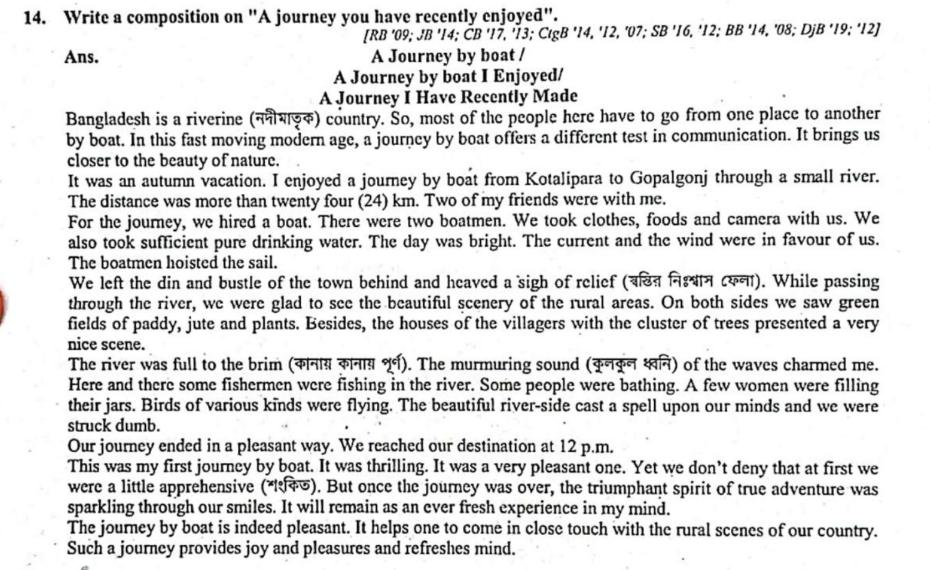 14. Write a composition on "A journey you have recently enjoyed".
[RB '09; JB '14; CB '17, '13; CtgB '14, '12, '07; SB '16, '12; BB '14, '08; DjB '19; '12]
Ans. A Journey by boat /
A Journey by boat I Enjoyed/
A Journey I Have Recently Made
Bangladesh is a riverine (নদীমাতৃক) country. So, most of the people here have to go from one place to another
by boat. In this fast moving modern age, a journey by boat offers a different test in communication. It brings us
closer to the beauty of nature.
It was an autumn vacation. I enjoyed a journey by boat from Kotalipara to Gopalgonj through a small river.
The distance was more than twenty four (24) km. Two of my friends were with me.
For the journey, we hired a boat. There were two boatmen. We took clothes, foods and camera with us. We
also took sufficient pure drinking water. The day was bright. The current and the wind were in favour of us.
The boatmen hoisted the sail.
We left the din and bustle of the town behind and heaved a sigh of relief (স্বস্তির নিঃশ্বাস ফেলা). While passing
through the river, we were glad to see the beautiful scenery of the rural areas. On both sides we saw green
fields of paddy, jute and plants. Besides, the houses of the villagers with the cluster of trees presented a very
nice scene.
The river was full to the brim (কানায় কানায় পূর্ণ). The murmuring sound (কুলকুল ধ্বনি) of the waves charmed me.
Here and there some fishermen were fishing in the river. Some people were bathing. A few women were filling
their jars. Birds of various kinds were flying. The beautiful river-side cast a spell upon our minds and we were
struck dumb.
Our journey ended in a pleasant way. We reached our destination at 12 p.m.
This was my first journey by boat. It was thrilling. It was a very pleasant one. Yet we don't deny that at first we
were a little apprehensive (শংকিত). But once the journey was over, the triumphant spirit of true adventure was
sparkling through our smiles. It will remain as an ever fresh experience in my mind.
The journey by boat is indeed pleasant. It helps one to come in close touch with the rural scenes of our country.
Such a journey provides joy and pleasures and refreshes mind.